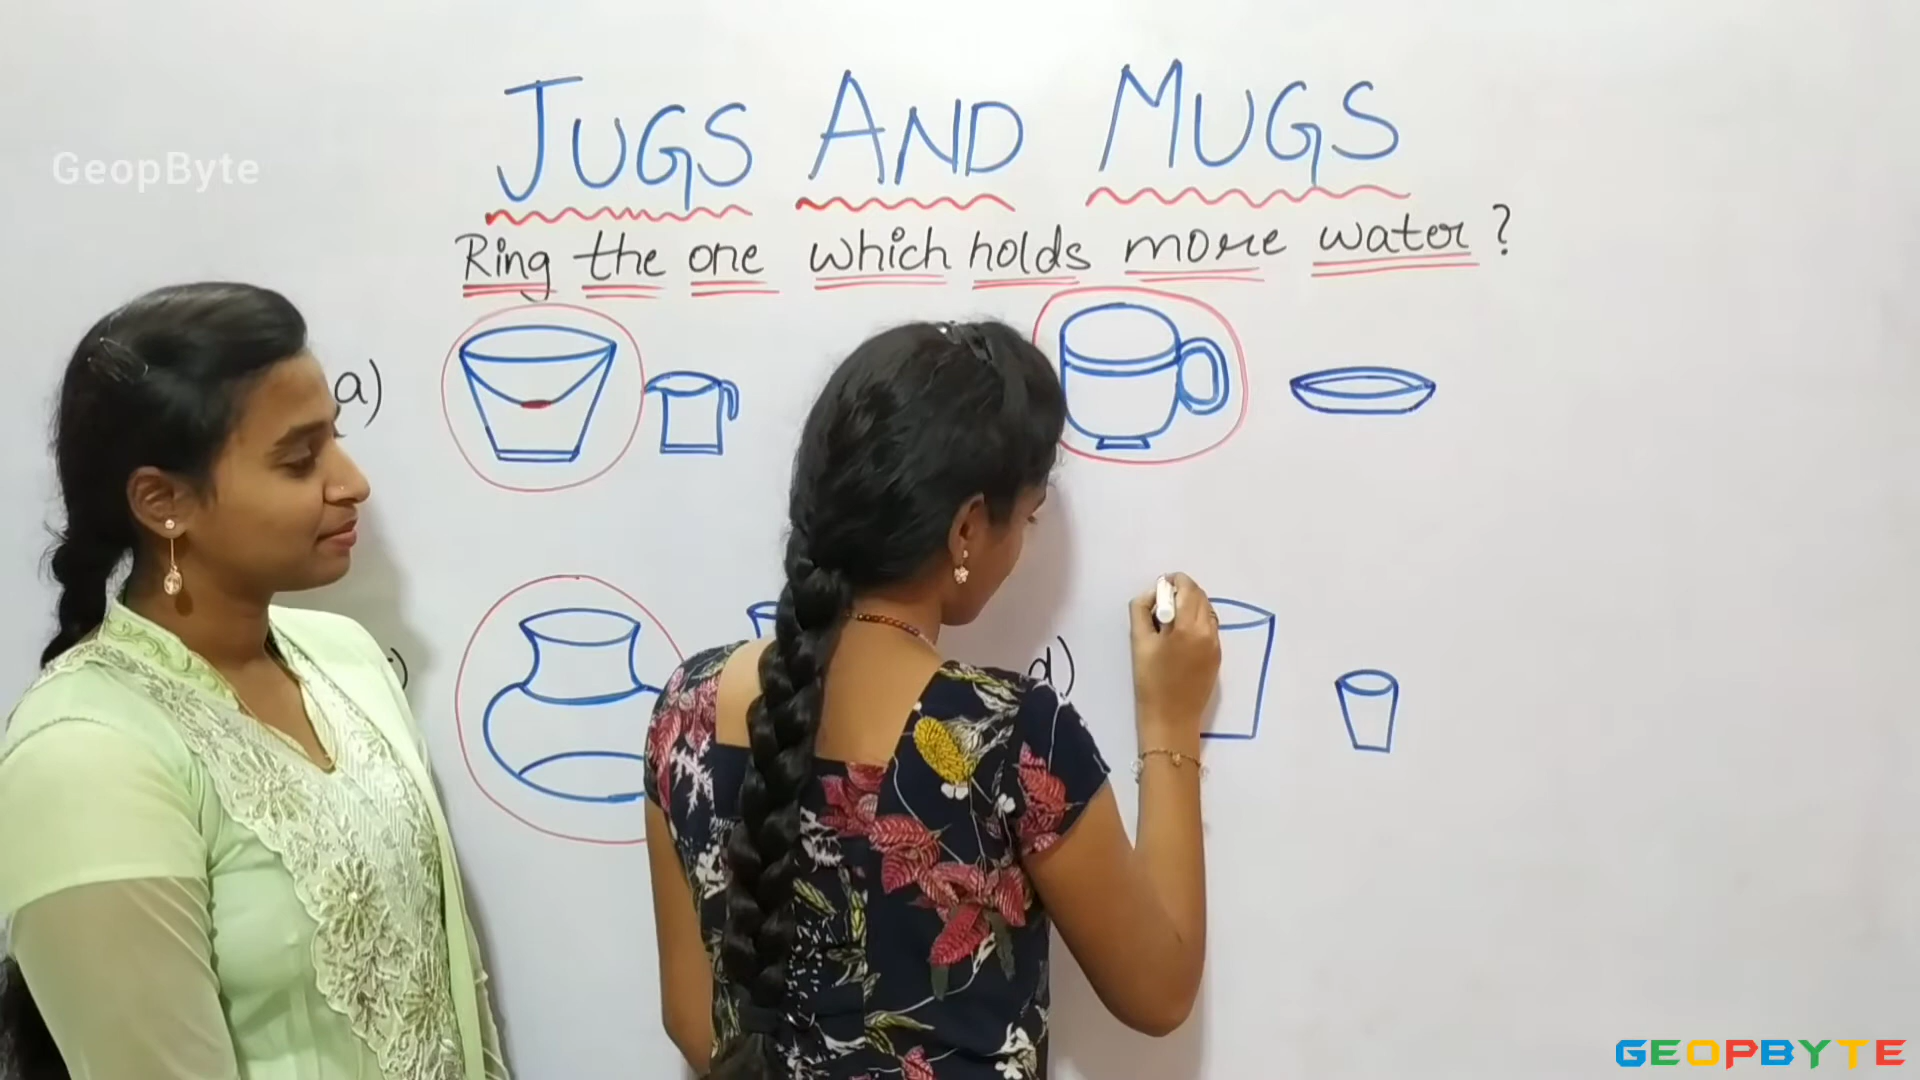 JUGS AND MUGS
GeopByte
Ring the one which holds more water ?
a)
d)
GEOPBYTE